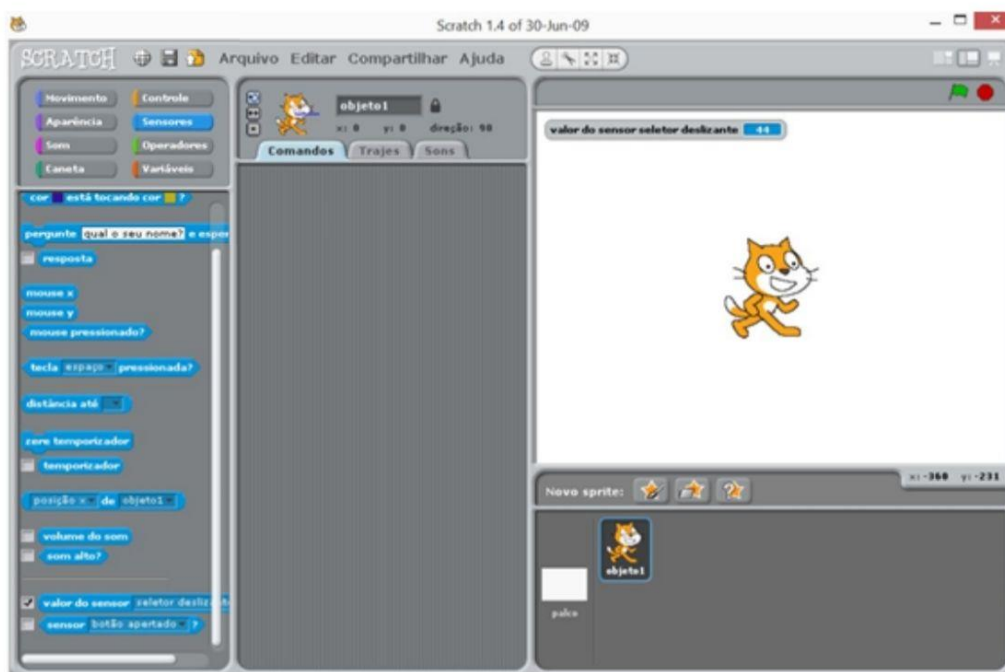 Scratch 1.4 of 30-Jun-09
SCRATCH Arquivo Editar Compartilhar Ajuda
Movimento Controle
Aparência Sensores
Som Operadores
Caneta Variáveis
cor está tocando cor ?
pergunte qual o seu nome? e esper
resposta
mouse x
mouse y
mouse pressionado?
tecla espaço pressionada?
distância até
zere temporizador
temporizador
posição x de objeto1
volume do som
som alto?
valor do sensor seletor desliza
sensor botão apertado ?
objeto1
x: 0 y: 0 direção: 90
Comandos Trajes Sons
valor do sensor seletor deslizante 44
x: -360 y: -231
Novo sprite:
objeto1
palco